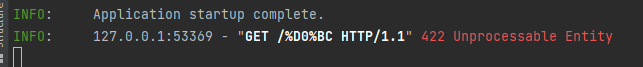 INFO:     Application startup complete.
INFO:     127.0.0.1:53369 - "GET /%D0%BC HTTP/1.1" 422 Unprocessable Entity